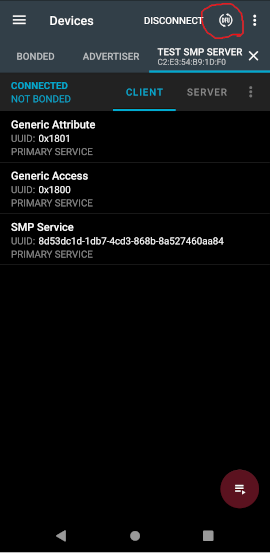 Devices
DISCONNECT
DFU
BONDED
ADVERTISER
TEST SMP SERVER
C2:E3:54:B9:1D:F0
CONNECTED
NOT BONDED
CLIENT
SERVER
Generic Attribute
UUID: 0x1801
PRIMARY SERVICE
Generic Access
UUID: 0x1800
PRIMARY SERVICE
SMP Service
UUID: 8d53dc1d-1db7-4cd3-868b-8a527460aa84
PRIMARY SERVICE